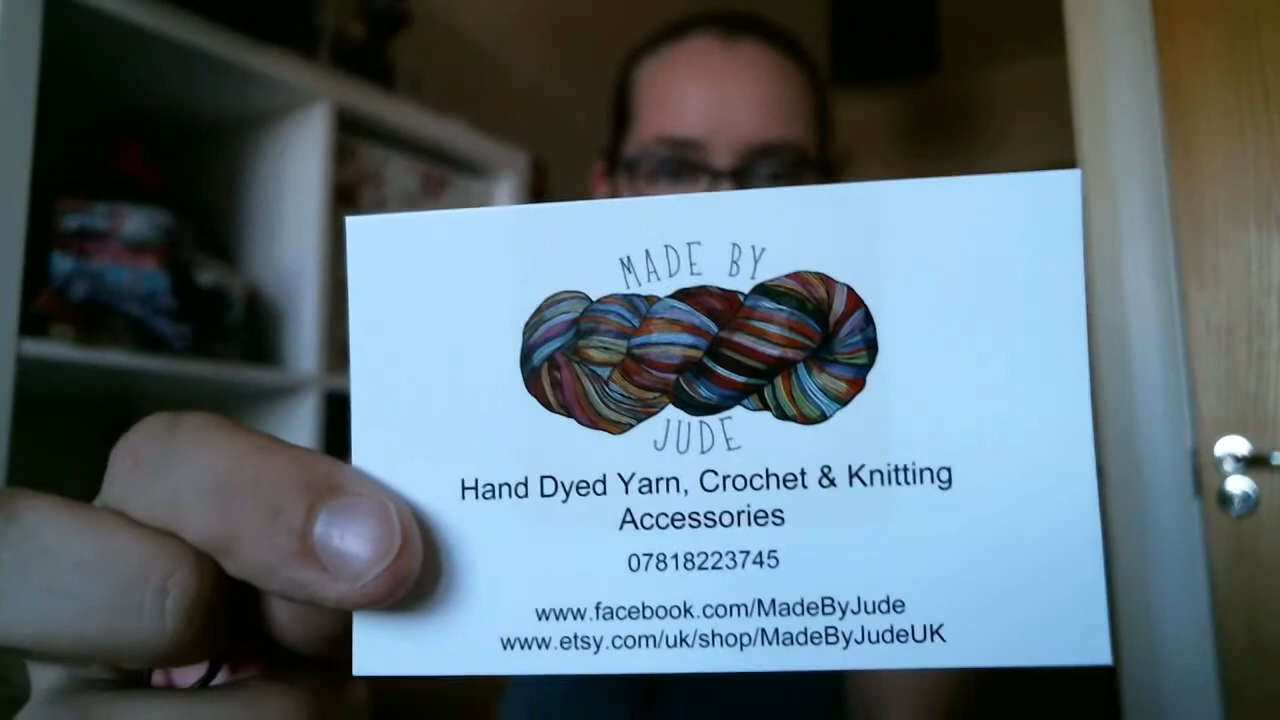 MADE BY
JUDE
Hand Dyed Yarn, Crochet & Knitting
Accessories
07818223745
www.facebook.com/MadeByJude
www.etsy.com/uk/shop/MadeByJudeUK